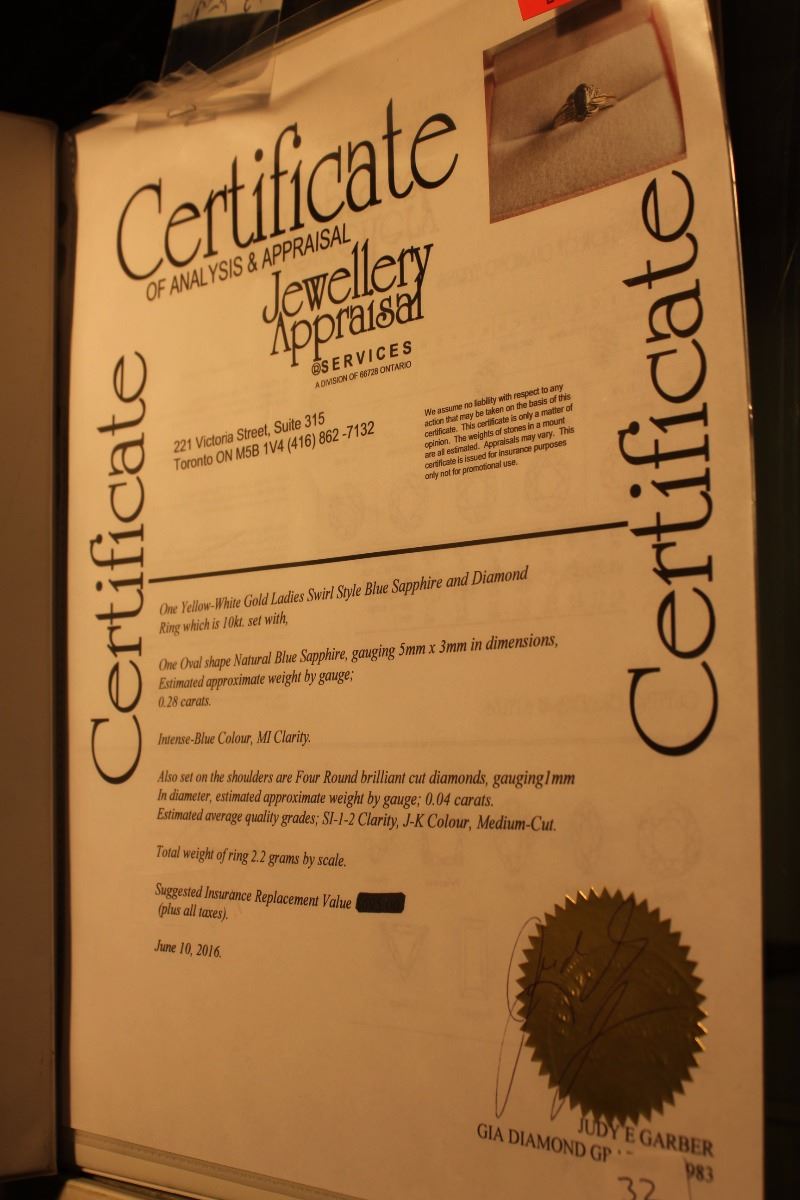 Certificate
OF ANALYSIS & APPRAISAL
Jewellery
Appraisal
SERVICES
A DIVISION OF 66728 ONTARIO
221 Victoria Street, Suite 315
Toronto ON M5B 1V4 (416) 862 -7132
We assume no liability with respect to any
action that may be taken on the basis of this
certificate. This certificate is only a matter of
opinion. The weights of stones in a mount
are all estimated. Appraisals may vary. This
certificate is issued for insurance purposes
only not for promotional use.
Certificate
Certificate
One Yellow-White Gold Ladies Swirl Style Blue Sapphire and Diamond
Ring which is 10kt. set with,
One Oval shape Natural Blue Sapphire, gauging 5mm x 3mm in dimensions,
Estimated approximate weight by gauge;
0.28 carats.
Intense-Blue Colour, MI Clarity.
Also set on the shoulders are Four Round brilliant cut diamonds, gauging1mm
In diameter, estimated approximate weight by gauge; 0.04 carats.
Estimated average quality grades; SI-1-2 Clarity, J-K Colour, Medium-Cut.
Total weight of ring 2.2 grams by scale.
Suggested Insurance Replacement Value
(plus all taxes).
June 10, 2016.
JUDY E GARBER
GIA DIAMOND GP 983
32